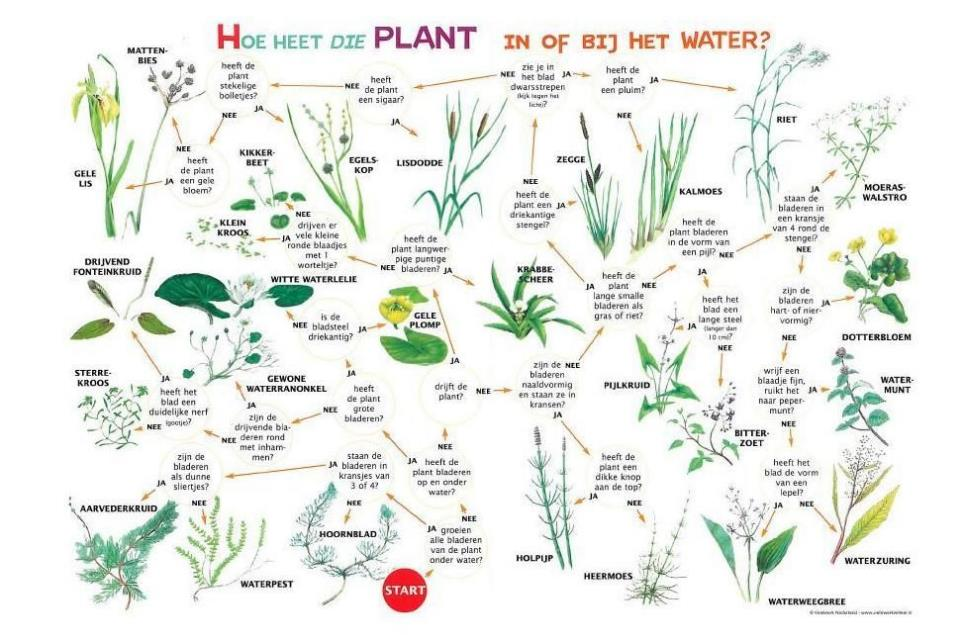 HOE HEET DIE PLANT IN OF BIJ HET WATER?
MATTEN-
BIES
heeft de
plant
stekelige
bolletjes?
NEE
heeft
de plant
een sigaar?
NEE
zie je in
het blad
dwarsstrepen
(kijk tegen het
licht)?
JA
heeft de
plant
een pluim?
JA
JA
NEE
JA
NEE
RIET
NEE
heeft
de plant
een gele
bloem?
JA
GELE
LIS
KIKKER-
BEET
EGELS-
KOP
LISDODDE
ZEGGE
KALMOES
MOERAS-
WALSTRO
NEE
heeft de
plant een
driekantige
stengel?
JA
JA
staan de
bladeren in
een kransje
van 4 rond de
stengel?
NEE
KLEIN
KROOS
JA
NEE
drijven er
vele kleine
ronde blaadjes
met 1
worteltje?
NEE
heeft de
plant langwer-
pige puntige
bladeren?
JA
heeft de
plant bladeren
in de vorm van
een pijl?
NEE
JA
DRIJVEND
FONTEINKRUID
WITTE WATERLELIE
KRABBE-
SCHEER
JA
heeft de
plant
lange smalle
bladeren als
gras of riet?
NEE
zijn de
bladeren
hart- of nier-
vormig?
JA
NEE
DOTTERBLOEM
NEE
is de
bladsteel
driekantig?
JA
GELE
PLOMP
heeft het
blad een
lange steel
(langer dan
10 cm)?
JA
NEE
STERRE-
KROOS
JA
heeft het
blad een
duidelijke nerf
(gootje)?
NEE
NEE
GEWONE
WATERRANONKEL
JA
zijn de
drijvende bla-
deren rond
met inham-
men?
NEE
JA
heeft
de plant
grote
bladeren?
JA
drijft de
plant?
NEE
zijn de
bladeren
naaldvormig
en staan ze in
kransen?
NEE
JA
PIJLKRUID
BITTER-
ZOET
wrijf een
blaadje fijn,
ruikt het
naar peper-
munt?
JA
NEE
WATER-
MUNT
zijn de
bladeren
als dunne
sliertjes?
JA
NEE
JA
staan de
bladeren in
kransjes van
3 of 4?
NEE
JA
heeft de
plant bladeren
op en onder
water?
NEE
NEE
heeft de
plant een
dikke knop
aan de top?
JA
NEE
heeft het
blad de vorm
van een
lepel?
JA
NEE
AARVEDERKRUID
WATERPEST
HOORNBLAD
JA
groeien
alle bladeren
van de plant
onder water?
START
HOLPIJP
HEERMOES
WATERWEEGBREE
WATERZURING